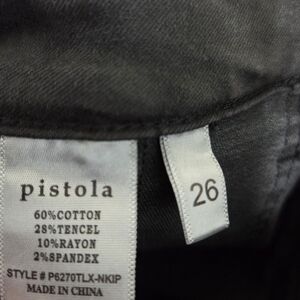 pistola
60%COTTON
28%TENCEL
10%RAYON
2%SPANDEX
STYLE # P6270TLX-NKIP
MADE IN CHINA
26